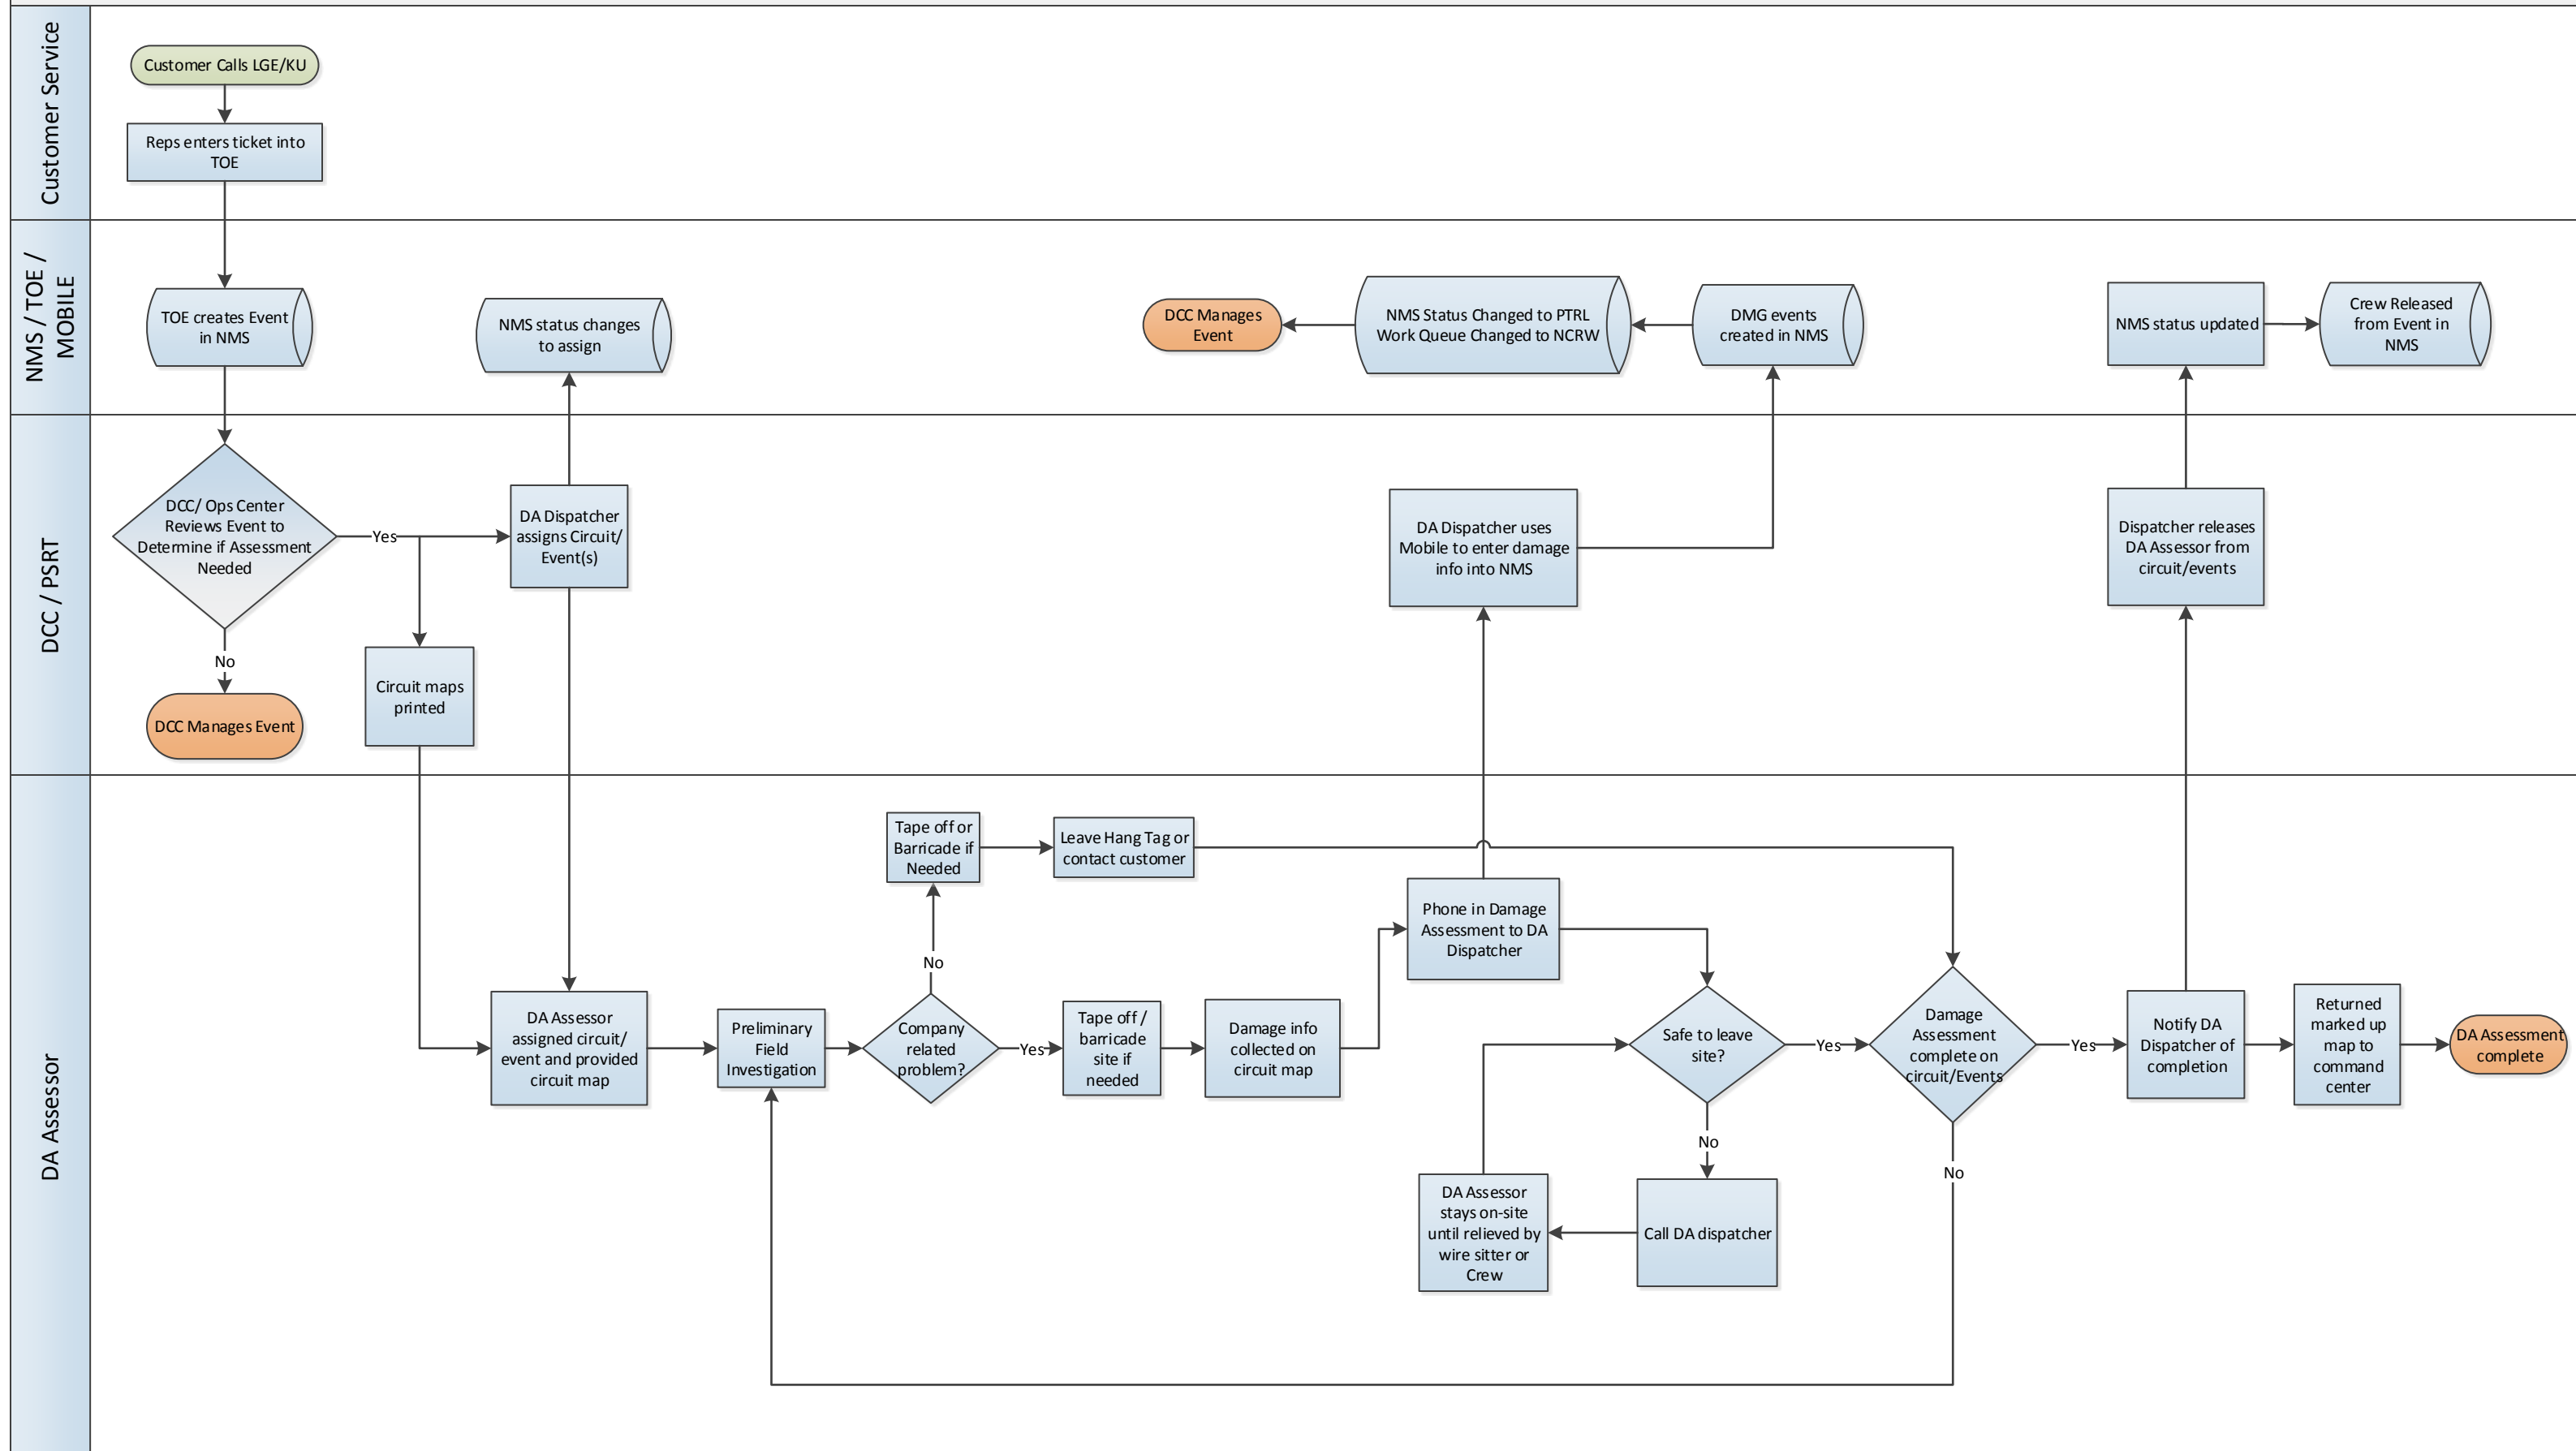 Customer Service
Customer Calls LGE/KU
Reps enters ticket into
TOE
NMS / TOE /
MOBILE
TOE creates Event
in NMS
NMS status changes
to assign
DCC Manages
Event
NMS Status Changed to PTRL
Work Queue Changed to NCRW
DMG events
created in NMS
NMS status updated
Crew Released
from Event in
NMS
DCC / PSRT
DCC/ Ops Center
Reviews Event to
Determine if Assessment
Needed
Yes
No
DCC Manages Event
Circuit maps
printed
DA Dispatcher
assigns Circuit/
Event(s)
DA Dispatcher uses
Mobile to enter damage
info into NMS
Dispatcher releases
DA Assessor from
circuit/events
DA Assessor
DA Assessor
assigned circuit/
event and provided
circuit map
Preliminary
Field
Investigation
Company
related
problem?
No
Tape off or
Barricade if
Needed
Leave Hang Tag or
contact customer
Yes
Tape off /
barricade
site if
needed
Damage info
collected on
circuit map
Phone in Damage
Assessment to DA
Dispatcher
Safe to leave
site?
No
Call DA dispatcher
DA Assessor
stays on-site
until relieved by
wire sitter or
Crew
Yes
Damage
Assessment
complete on
circuit/Events
No
Yes
Notify DA
Dispatcher of
completion
Returned
marked up
map to
command
center
DA Assessment
complete